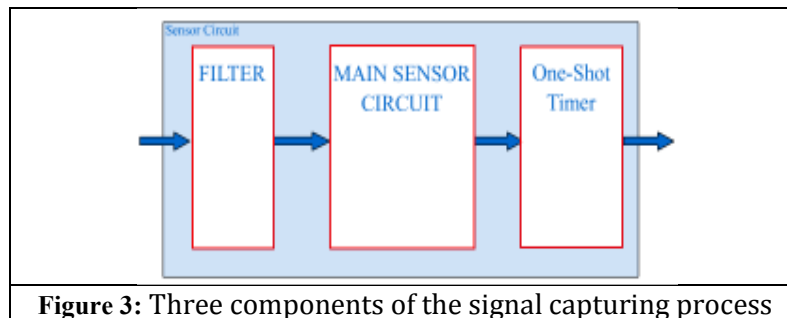 Sensor Circuit
FILTER
MAIN SENSOR
CIRCUIT
One-Shot
Timer
Figure 3: Three components of the signal capturing process